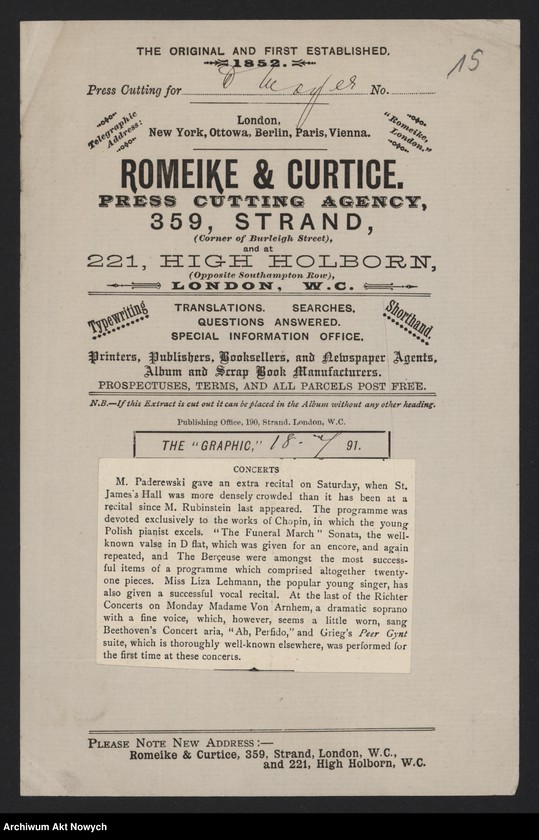 THE ORIGINAL AND FIRST ESTABLISHED,
1852.
15
Press Cutting for D Mayer No.
Telegraphic Address:
London,
New York, Ottowa, Berlin, Paris, Vienna.
"Romeike, London."
ROMEIKE & CURTICE.
PRESS CUTTING AGENCY,
359, STRAND,
(Corner of Burleigh Street),
and at
221, HIGH HOLBORN,
(Opposite Southampton Row),
LONDON, W.C.
Typewriting
TRANSLATIONS. SEARCHES,
QUESTIONS ANSWERED.
SPECIAL INFORMATION OFFICE.
Shorthand.
Printers, Publishers, Booksellers, and Newspaper Agents,
Album and Scrap Book Manufacturers.
PROSPECTUSES, TERMS, AND ALL PARCELS POST FREE.
N.B.—If this Extract is cut out it can be placed in the Album without any other heading.
Publishing Office, 190, Strand, London, W.C.
THE "GRAPHIC," 18- 7 91.
CONCERTS
M. Paderewski gave an extra recital on Saturday, when St.
James's Hall was more densely crowded than it has been at a
recital since M. Rubinstein last appeared. The programme was
devoted exclusively to the works of Chopin, in which the young
Polish pianist excels. "The Funeral March" Sonata, the well-
known valse in D flat, which was given for an encore, and again
repeated, and The Berçeuse were amongst the most success-
ful items of a programme which comprised altogether twenty-
one pieces. Miss Liza Lehmann, the popular young singer, has
also given a successful vocal recital. At the last of the Richter
Concerts on Monday Madame Von Arnhem, a dramatic soprano
with a fine voice, which, however, seems a little worn, sang
Beethoven's Concert aria, "Ah, Perfido," and Grieg's Peer Gynt
suite, which is thoroughly well-known elsewhere, was performed for
the first time at these concerts.
PLEASE NOTE NEW ADDRESS:—
Romeike & Curtice, 359, Strand, London, W.C.,
and 221, High Holborn, W.C.
Archiwum Akt Nowych